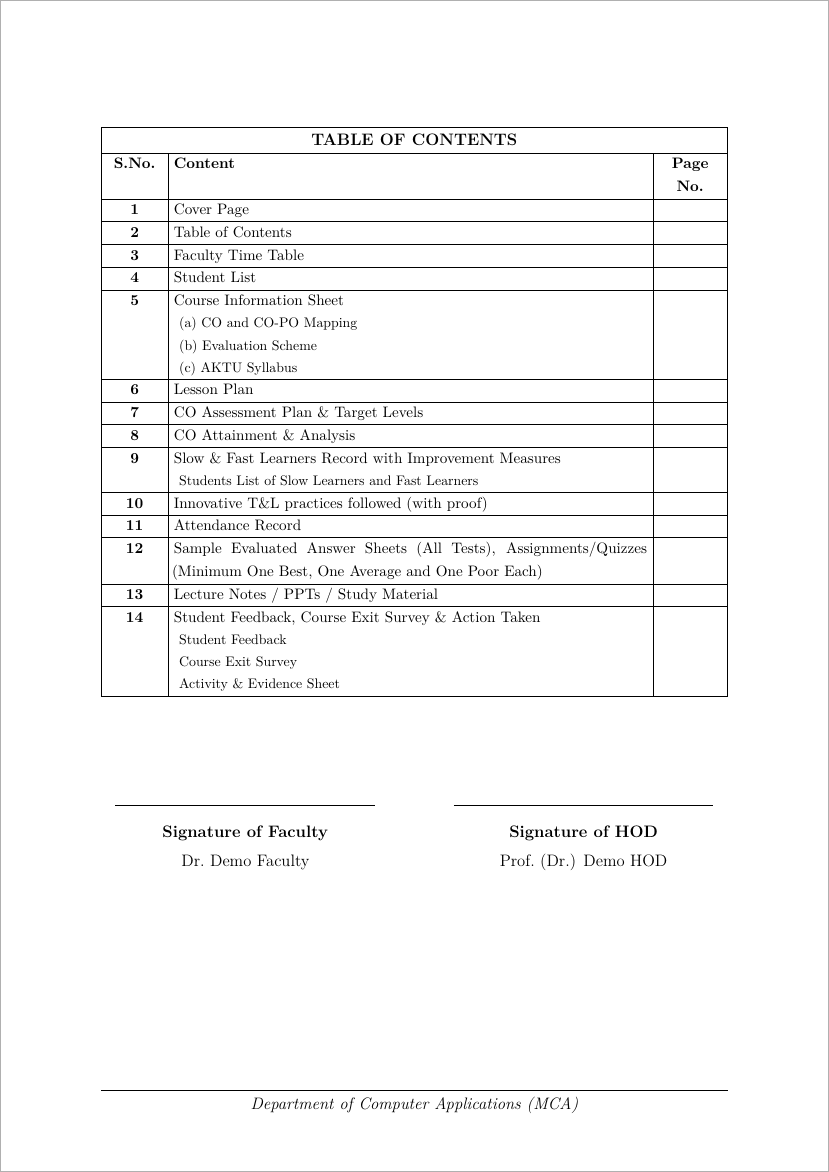 TABLE OF CONTENTS
S.No. Content Page
No.
1 Cover Page
2 Table of Contents
3 Faculty Time Table
4 Student List
5 Course Information Sheet
(a) CO and CO-PO Mapping
(b) Evaluation Scheme
(c) AKTU Syllabus
6 Lesson Plan
7 CO Assessment Plan & Target Levels
8 CO Attainment & Analysis
9 Slow & Fast Learners Record with Improvement Measures
Students List of Slow Learners and Fast Learners
10 Innovative T&L practices followed (with proof)
11 Attendance Record
12 Sample Evaluated Answer Sheets (All Tests), Assignments/Quizzes
(Minimum One Best, One Average and One Poor Each)
13 Lecture Notes / PPTs / Study Material
14 Student Feedback, Course Exit Survey & Action Taken
Student Feedback
Course Exit Survey
Activity & Evidence Sheet
Signature of Faculty Signature of HOD
Dr. Demo Faculty Prof. (Dr.) Demo HOD
Department of Computer Applications (MCA)